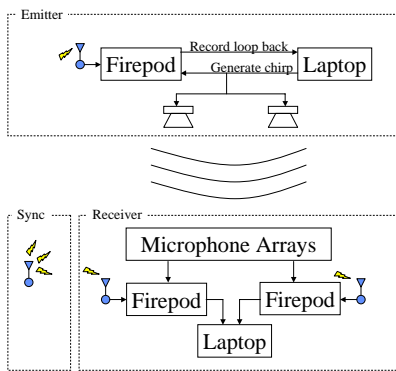 Emitter
Record loop back
Firepod
Laptop
Generate chirp
Sync
Receiver
Microphone Arrays
Firepod
Firepod
Laptop